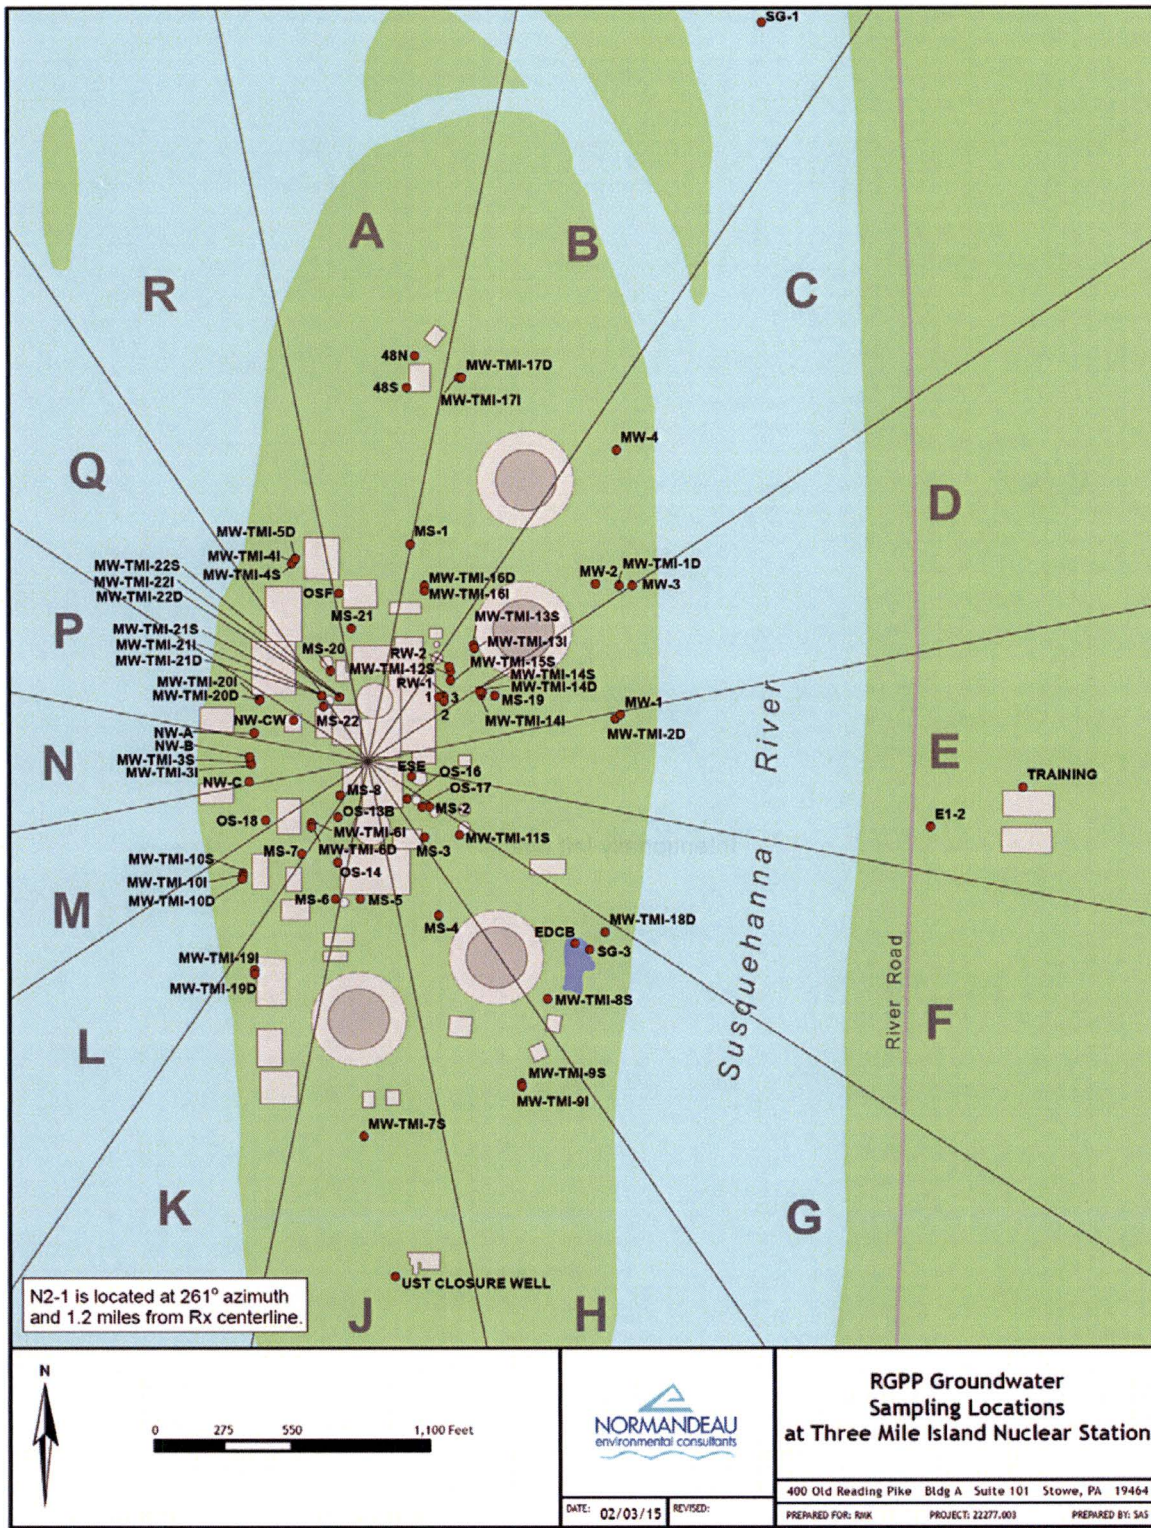 SG-1
A
B
C
R
48N
MW-TMI-17D
48S
MW-TMI-17I
MW-4
Q
D
MS-1
MW-TMI-5D
MW-TMI-4I
MW-TMI-4S
MW-TMI-22S
MW-TMI-22I
MW-TMI-22D
OSF
MW-TMI-16D
MW-TMI-16I
MW-2
MW-TMI-1D
MW-3
MS-21
MW-TMI-13S
MW-TMI-13I
P
MW-TMI-21S
MW-TMI-21I
MW-TMI-21D
MS-20
RW-2
MW-TMI-12S
MW-TMI-15S
RW-1
MW-TMI-14S
MW-TMI-14D
MW-TMI-20I
MW-TMI-20D
1
3
2
MS-19
MW-TMI-14I
MW-1
MW-TMI-2D
NW-CW
MS-22
NW-A
NW-B
MW-TMI-3S
MW-TMI-3I
N
NW-C
E
ESE
OS-16
OS-17
MS-8
MS-2
TRAINING
E1-2
OS-18
OS-13B
MW-TMI-6I
MW-TMI-6D
MS-3
MW-TMI-11S
MS-7
OS-14
MW-TMI-10S
MW-TMI-10I
MW-TMI-10D
M
MS-6
MS-5
MS-4
MW-TMI-18D
EDCB
SG-3
MW-TMI-19I
MW-TMI-19D
MW-TMI-8S
Susquehanna River
River Road
F
L
MW-TMI-9S
MW-TMI-9I
MW-TMI-7S
K
G
UST CLOSURE WELL
J
H
N2-1 is located at 261° azimuth
and 1.2 miles from Rx centerline.
N
0 275 550 1,100 Feet
NORMANDEAU
environmental consultants
DATE: 02/03/15 REVISED:
RGPP Groundwater
Sampling Locations
at Three Mile Island Nuclear Station
400 Old Reading Pike Bldg A Suite 101 Stowe, PA 19464
PREPARED FOR: RMK PROJECT: 22277.003 PREPARED BY: SAS